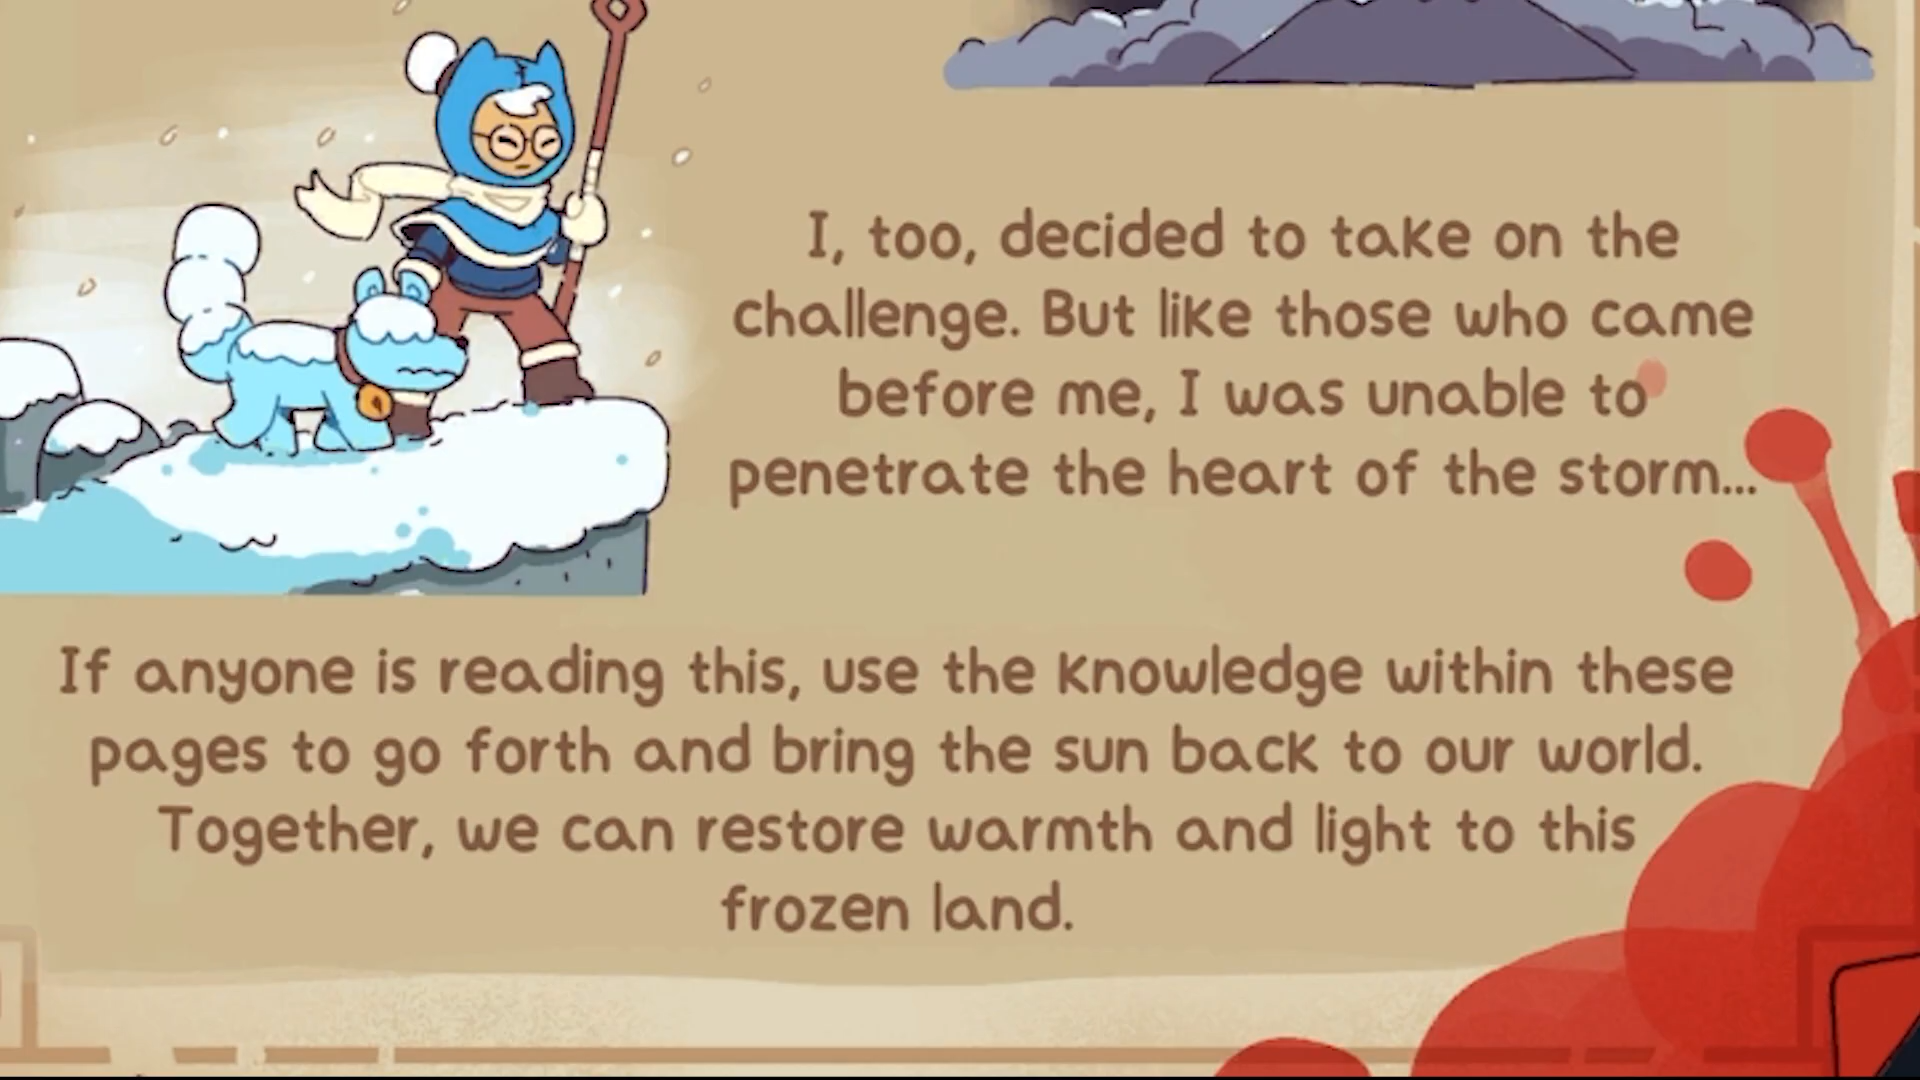 I, too, decided to take on the
challenge. But like those who came
before me, I was unable to
penetrate the heart of the storm...
If anyone is reading this, use the knowledge within these
pages to go forth and bring the sun back to our world.
Together, we can restore warmth and light to this
frozen land.